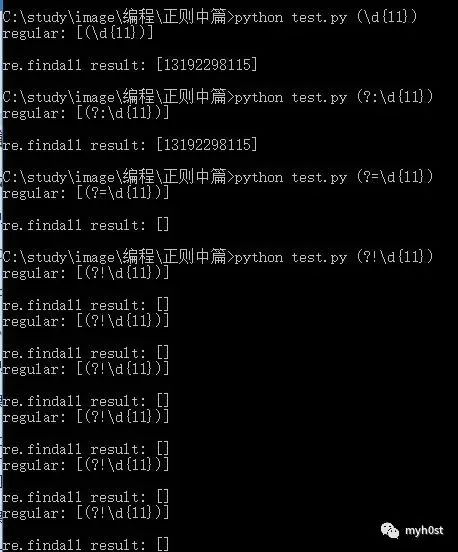 C:\study\image\编程\正则中篇>python test.py (\d{11})
regular: [(\d{11})]
re.findall result: [13192298115]
C:\study\image\编程\正则中篇>python test.py (?:\d{11})
regular: [(?:\d{11})]
re.findall result: [13192298115]
C:\study\image\编程\正则中篇>python test.py (?=\d{11})
regular: [(?=\d{11})]
re.findall result: []
C:\study\image\编程\正则中篇>python test.py (?!\d{11})
regular: [(?!\d{11})]
re.findall result: []
regular: [(?!\d{11})]
re.findall result: []
regular: [(?!\d{11})]
re.findall result: []
regular: [(?!\d{11})]
re.findall result: []
regular: [(?!\d{11})]
re.findall result: []
regular: [(?!\d{11})]
re.findall result: []
myh0st